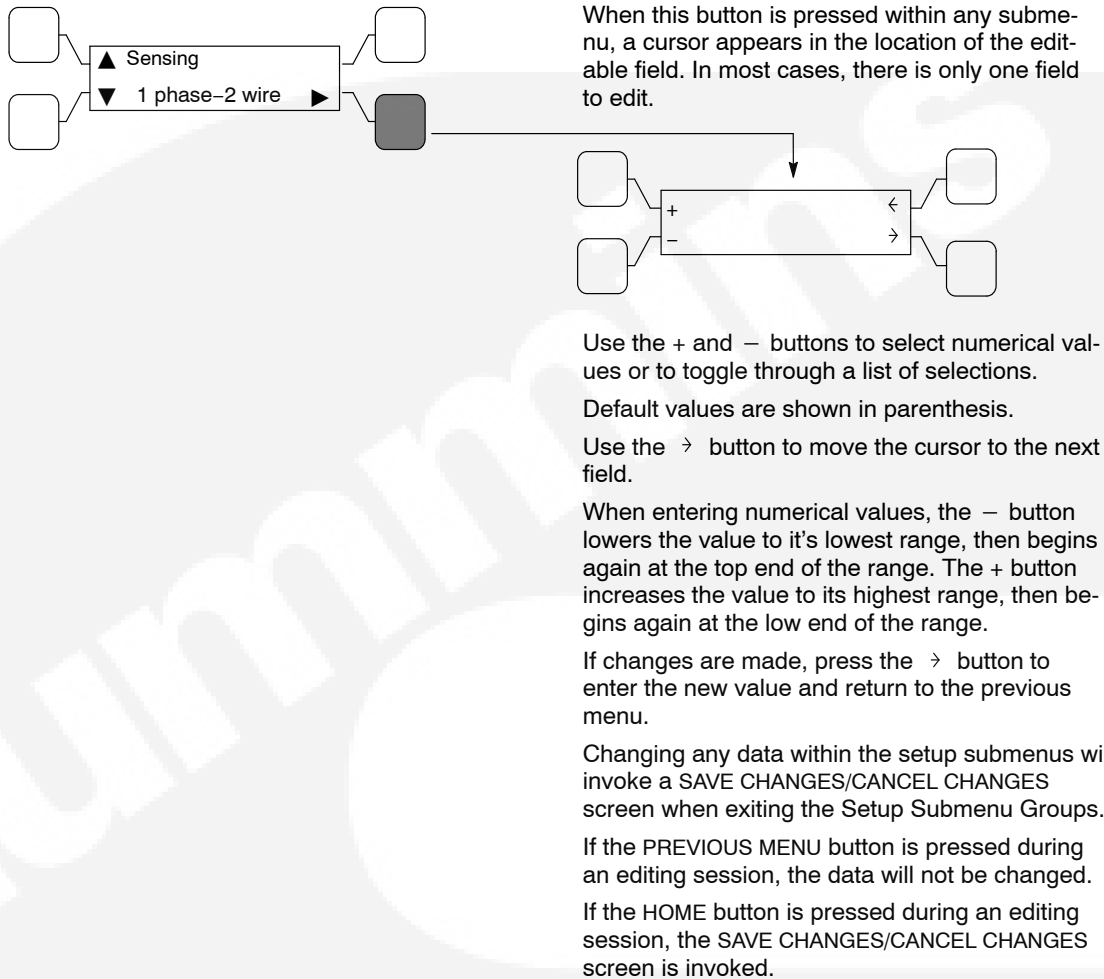 When this button is pressed within any subme-
nu, a cursor appears in the location of the edit-
able field. In most cases, there is only one field
to edit.
▲ Sensing
▼ 1 phase−2 wire ▶
+ ←
− →
Use the + and − buttons to select numerical val-
ues or to toggle through a list of selections.
Default values are shown in parenthesis.
Use the → button to move the cursor to the next
field.
When entering numerical values, the − button
lowers the value to it's lowest range, then begins
again at the top end of the range. The + button
increases the value to its highest range, then be-
gins again at the low end of the range.
If changes are made, press the → button to
enter the new value and return to the previous
menu.
Changing any data within the setup submenus wi
invoke a SAVE CHANGES/CANCEL CHANGES
screen when exiting the Setup Submenu Groups.
If the PREVIOUS MENU button is pressed during
an editing session, the data will not be changed.
If the HOME button is pressed during an editing
session, the SAVE CHANGES/CANCEL CHANGES
screen is invoked.
ummins